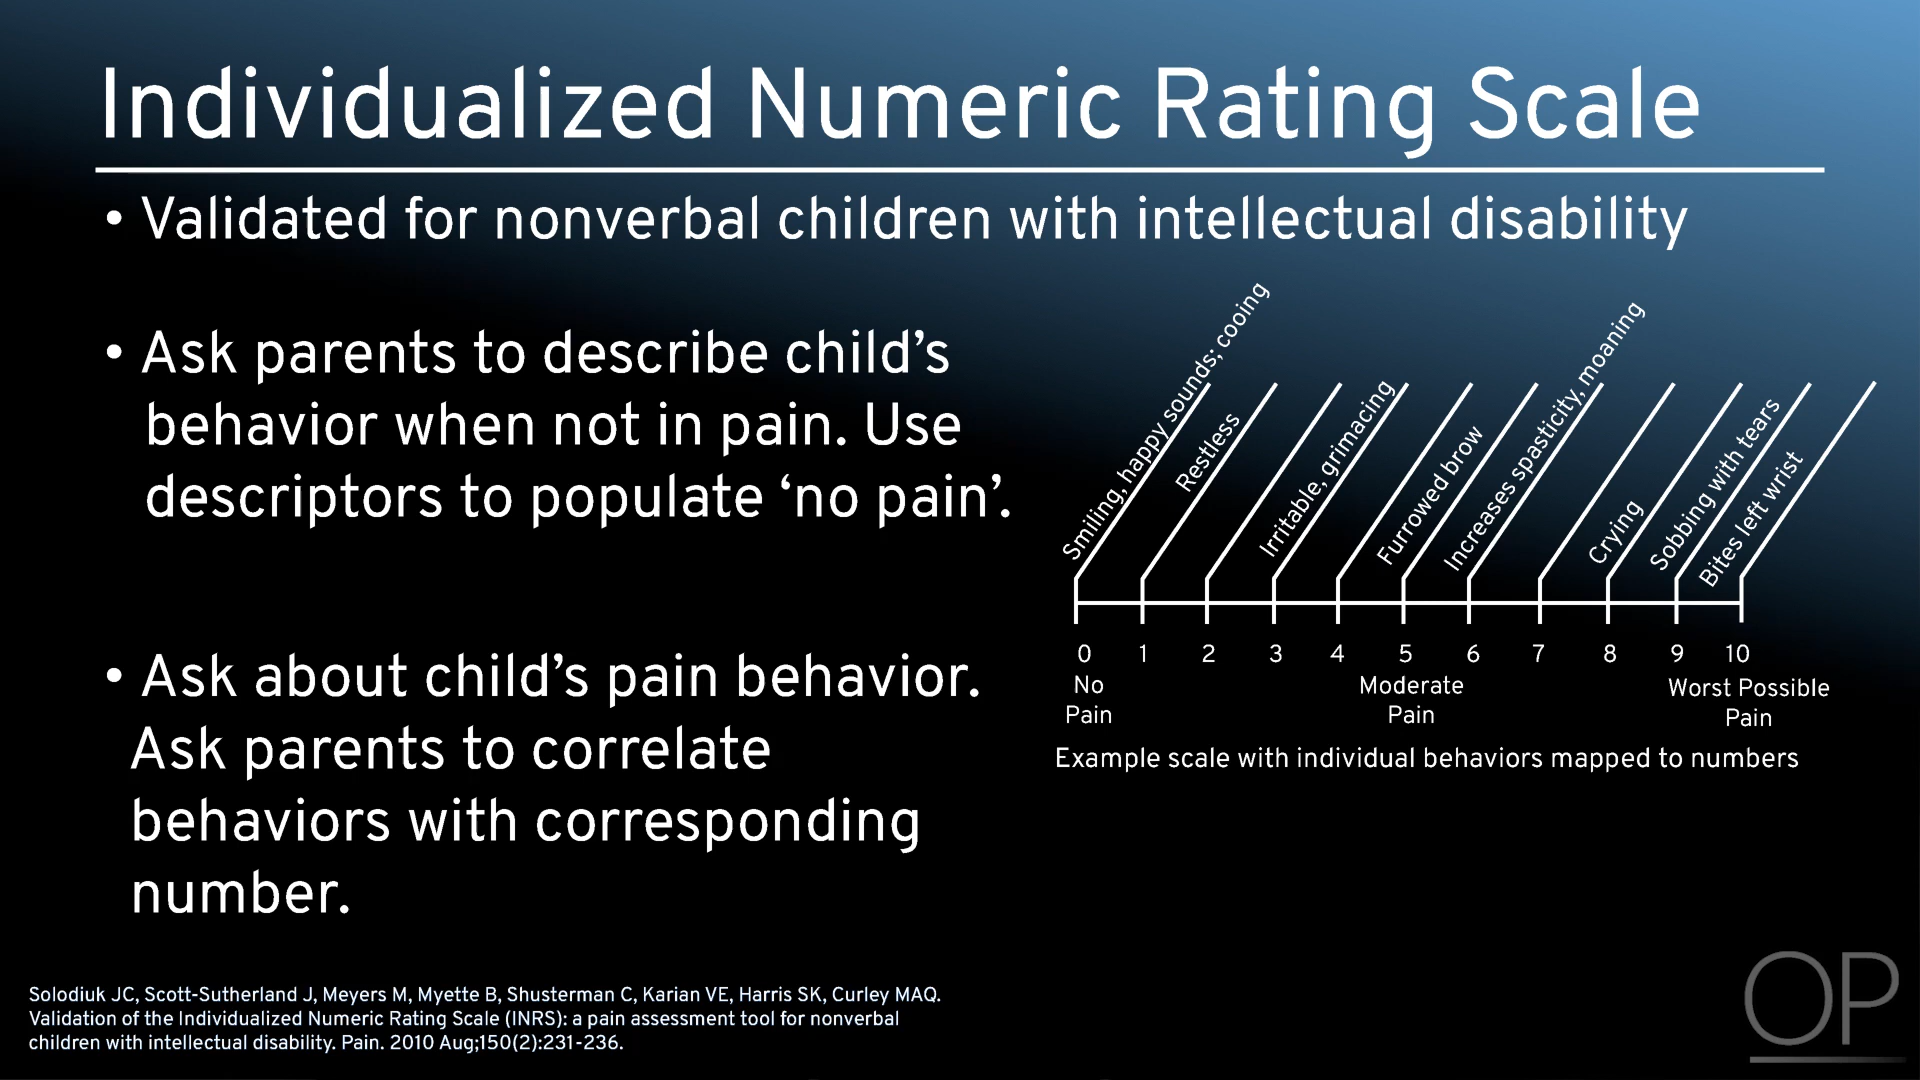 Individualized Numeric Rating Scale
• Validated for nonverbal children with intellectual disability
• Ask parents to describe child's
behavior when not in pain. Use
descriptors to populate ‘no pain’.
• Ask about child’s pain behavior.
Ask parents to correlate
behaviors with corresponding
number.
Smiling, happy sounds; cooing
Restless
Irritable, grimacing
Furrowed brow
Increases spasticity, moaning
Crying
Sobbing with tears
Bites left wrist
0 1 2 3 4 5 6 7 8 9 10
No Moderate Worst Possible
Pain Pain Pain
Example scale with individual behaviors mapped to numbers
Solodiuk JC, Scott-Sutherland J, Meyers M, Myette B, Shusterman C, Karian VE, Harris SK, Curley MAQ.
Validation of the Individualized Numeric Rating Scale (INRS): a pain assessment tool for nonverbal
children with intellectual disability. Pain. 2010 Aug;150(2):231-236.
OP